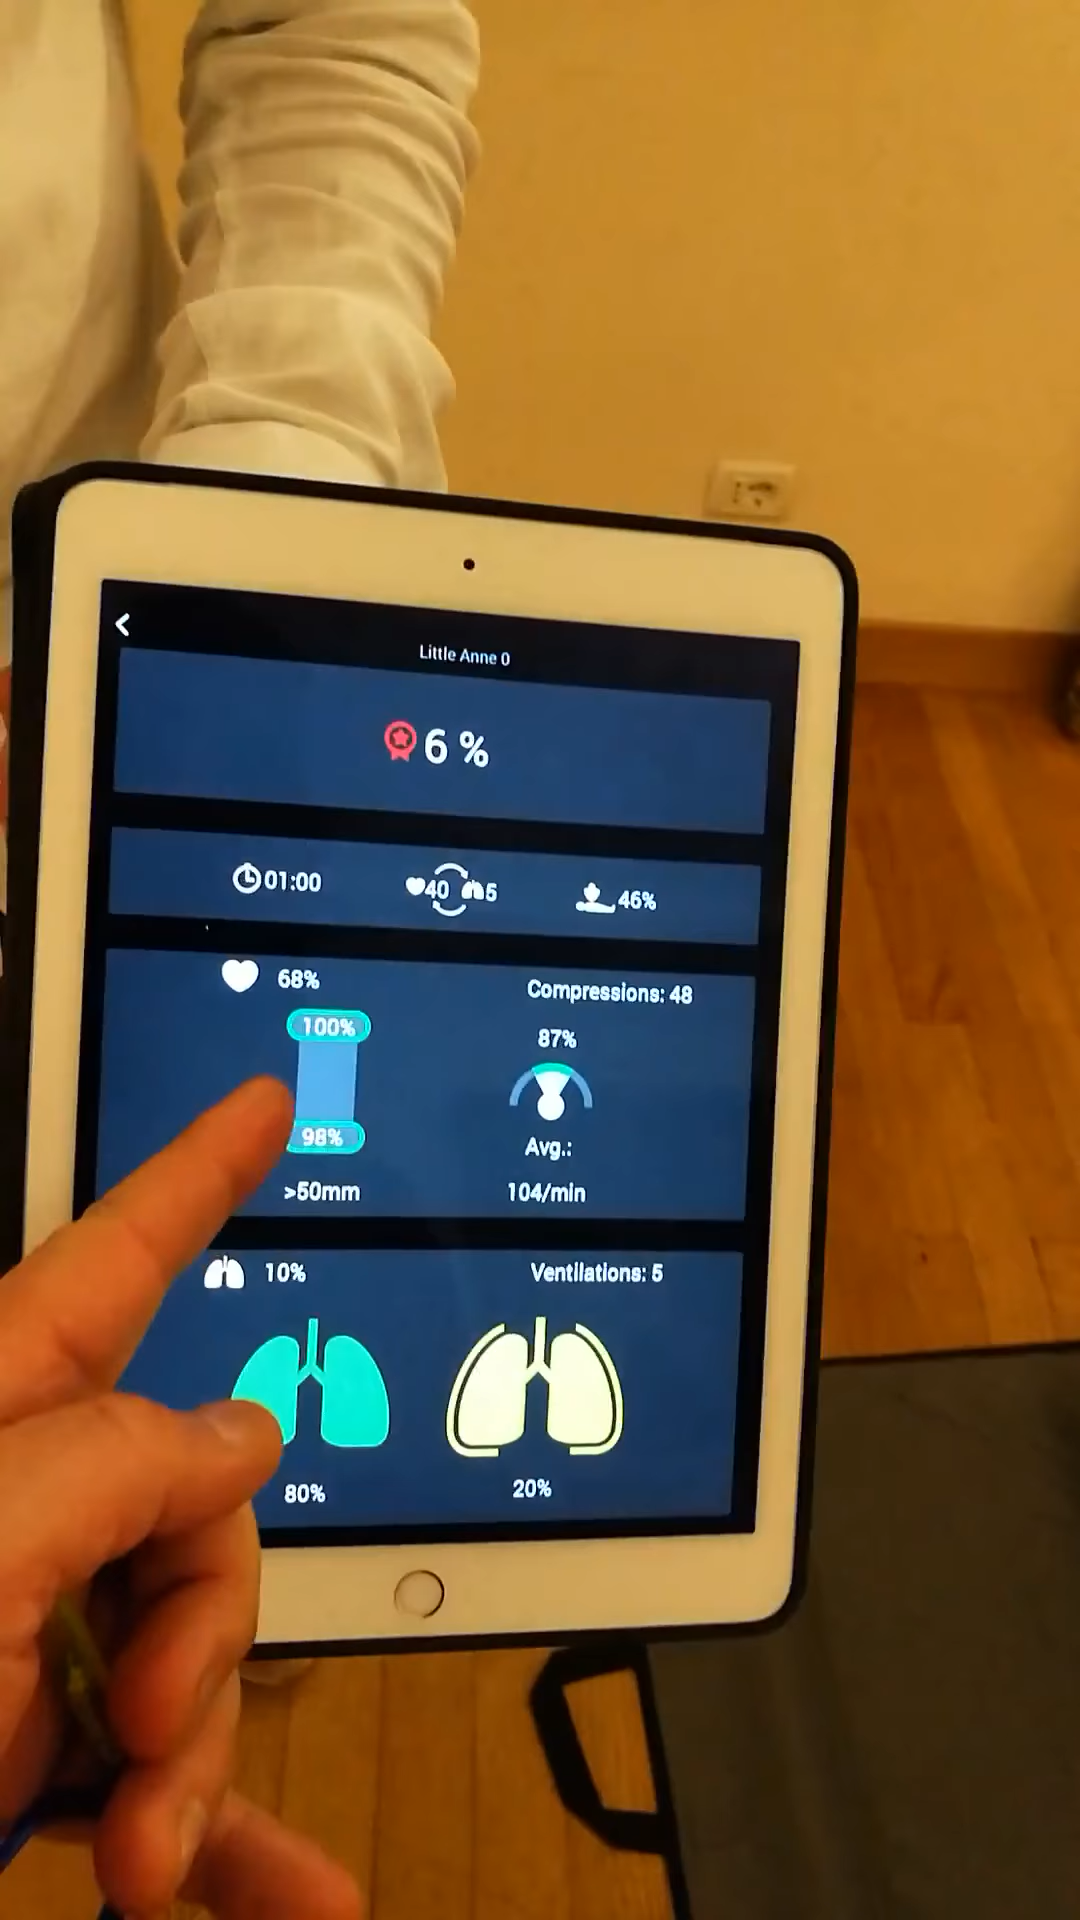 Little Anne 0
6 %
01:00 40 5 46%
68% Compressions: 48
100% 87%
98% Avg.:
>50mm 104/min
10% Ventilations: 5
80% 20%